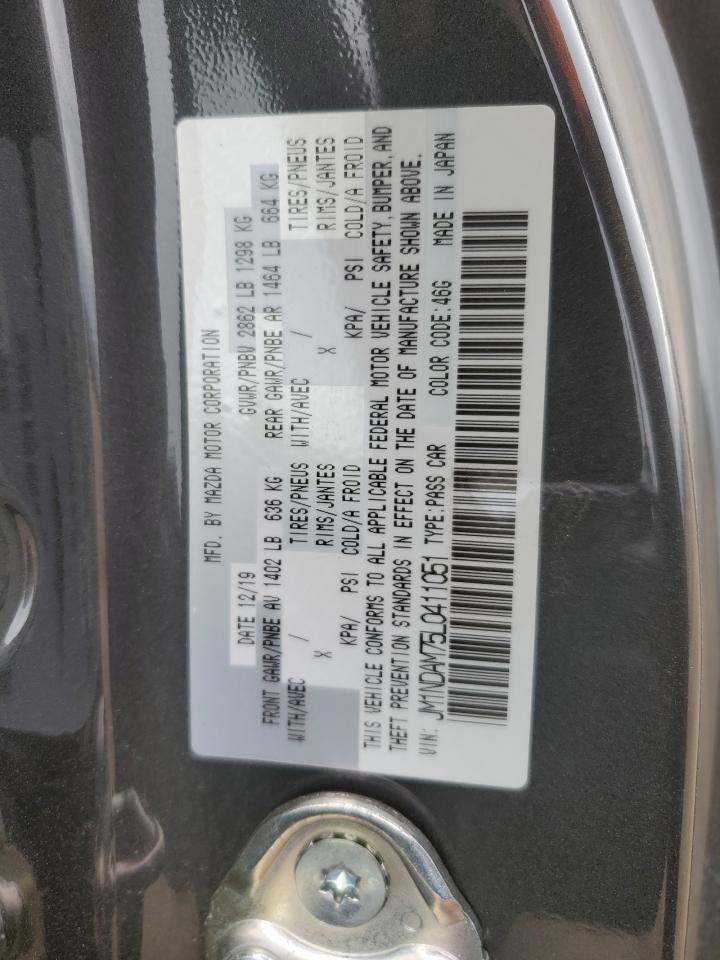 MFD. BY MAZDA MOTOR CORPORATION
DATE 12/19 GVWR/PNBV 2862 LB 1298 KG
FRONT GAWR/PNBE AV 1402 LB 636 KG REAR GAWR/PNBE AR 1464 LB 664 KG
WITH/AVEC / TIRES/PNEUS WITH/AVEC / TIRES/PNEUS
X RIMS/JANTES X RIMS/JANTES
KPA/ PSI COLD/A FROID KPA/ PSI COLD/A FROID
THIS VEHICLE CONFORMS TO ALL APPLICABLE FEDERAL MOTOR VEHICLE SAFETY, BUMPER, AND
THEFT PREVENTION STANDARDS IN EFFECT ON THE DATE OF MANUFACTURE SHOWN ABOVE.
VIN: JM1NDAM75L0411051 TYPE:PASS CAR COLOR CODE:46G MADE IN JAPAN